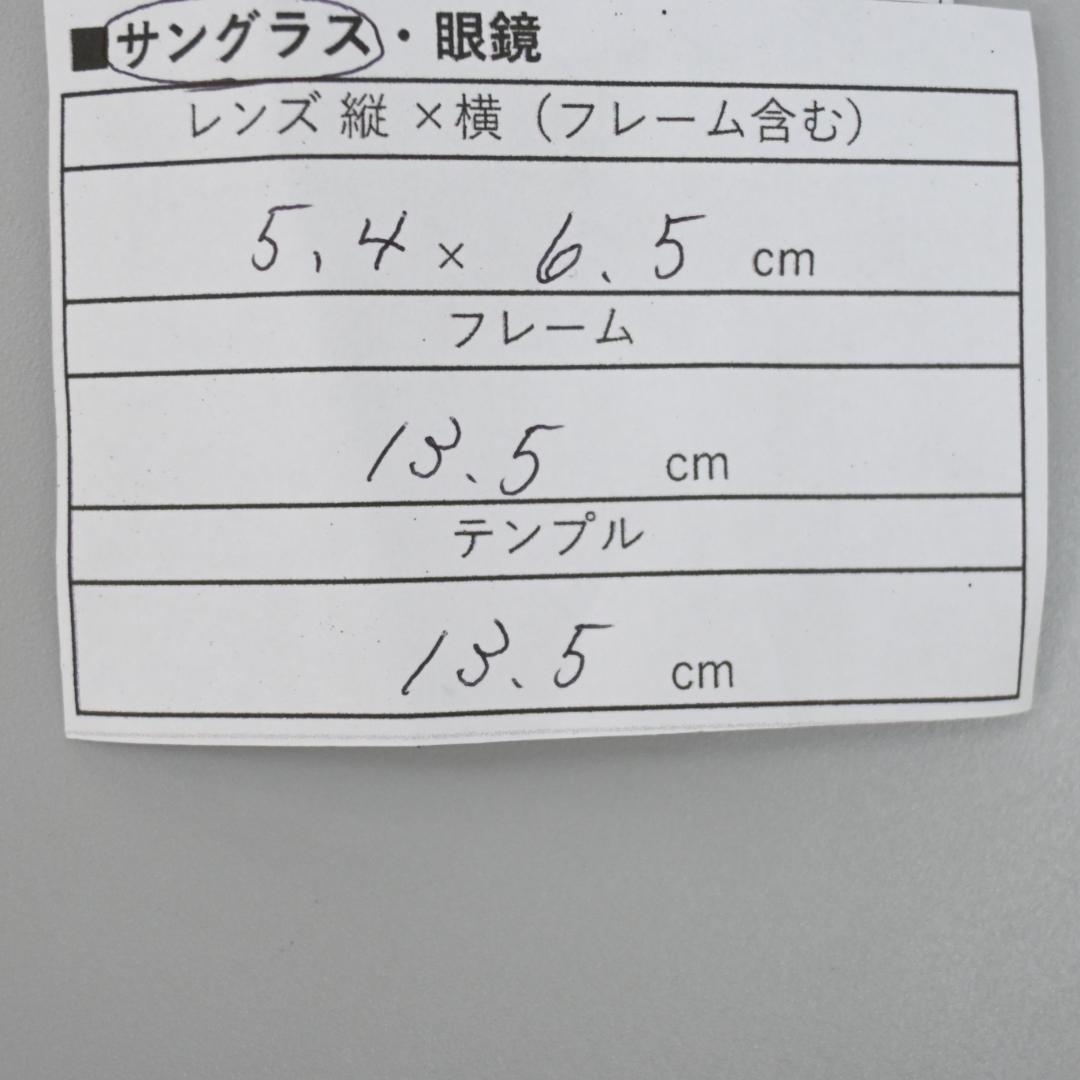 ■サングラス・眼鏡
レンズ 縦 ×横（フレーム含む）
5.4 × 6.5 cm
フレーム
13.5 cm
テンプル
13.5 cm